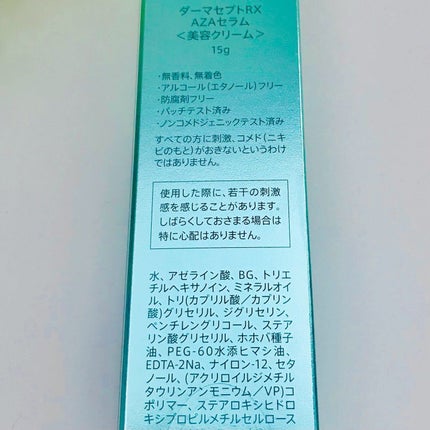 ダーマセプトRX
AZAセラム
＜美容クリーム＞
15g
・無香料、無着色
・アルコール（エタノール）フリー
・防腐剤フリー
・パッチテスト済み
・ノンコメドジェニックテスト済み
すべての方に刺激、コメド（ニキ
ビのもと）がおきないというわけ
ではありません。
使用した際に、若干の刺激
感を感じることがあります。
しばらくしておさまる場合は
特に心配はありません。
水、アゼライン酸、BG、トリエ
チルヘキサノイン、ミネラルオイ
ル、トリ（カプリル酸／カプリン
酸）グリセリル、ジグリセリン、
ペンチレングリコール、ステア
リン酸グリセリル、ホホバ種子
油、PEG-60水添ヒマシ油、
EDTA-2Na、ナイロン-12、セタ
ノール、（アクリロイルジメチル
タウリンアンモニウム／VP）コ
ポリマー、ステアロキシヒドロ
キシプロピルメチルセルロース